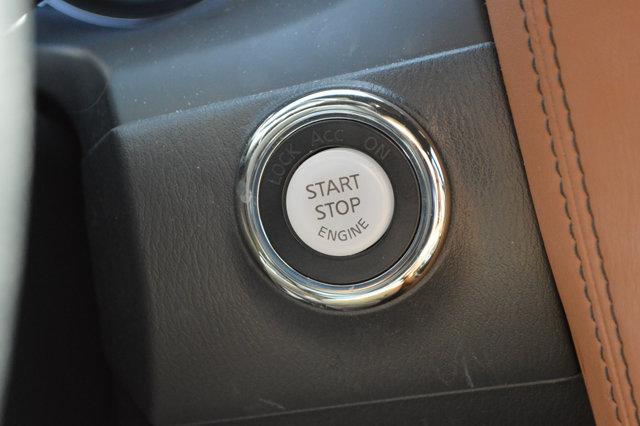 LOCK Acc ON
START
STOP
ENGINE